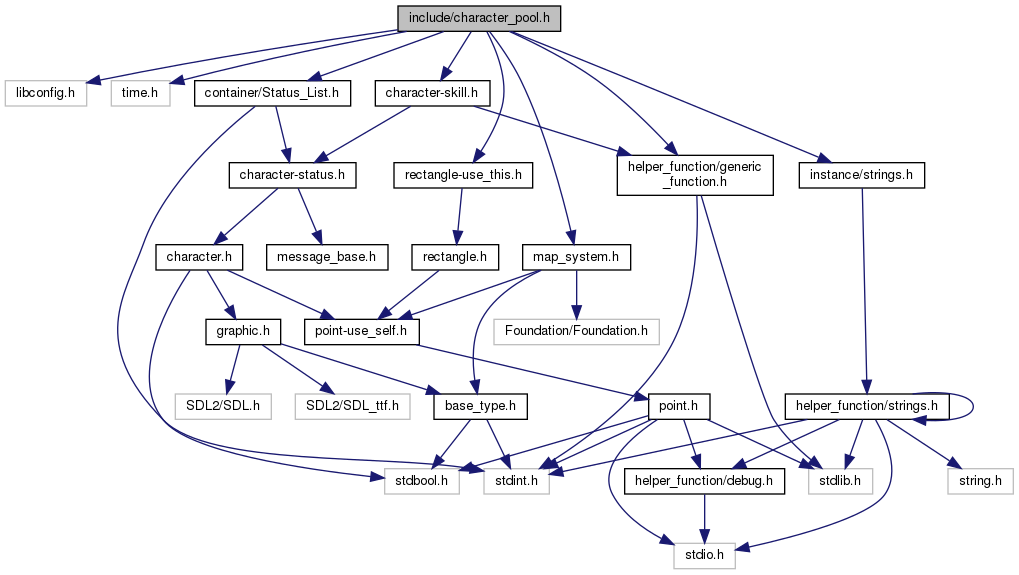 include/character_pool.h
libconfig.h
time.h
container/Status_List.h
character-skill.h
character-status.h
rectangle-use_this.h
helper_function/generic
_function.h
instance/strings.h
character.h
message_base.h
rectangle.h
map_system.h
graphic.h
point-use_self.h
Foundation/Foundation.h
SDL2/SDL.h
SDL2/SDL_ttf.h
base_type.h
point.h
helper_function/strings.h
stdbool.h
stdint.h
helper_function/debug.h
stdlib.h
string.h
stdio.h